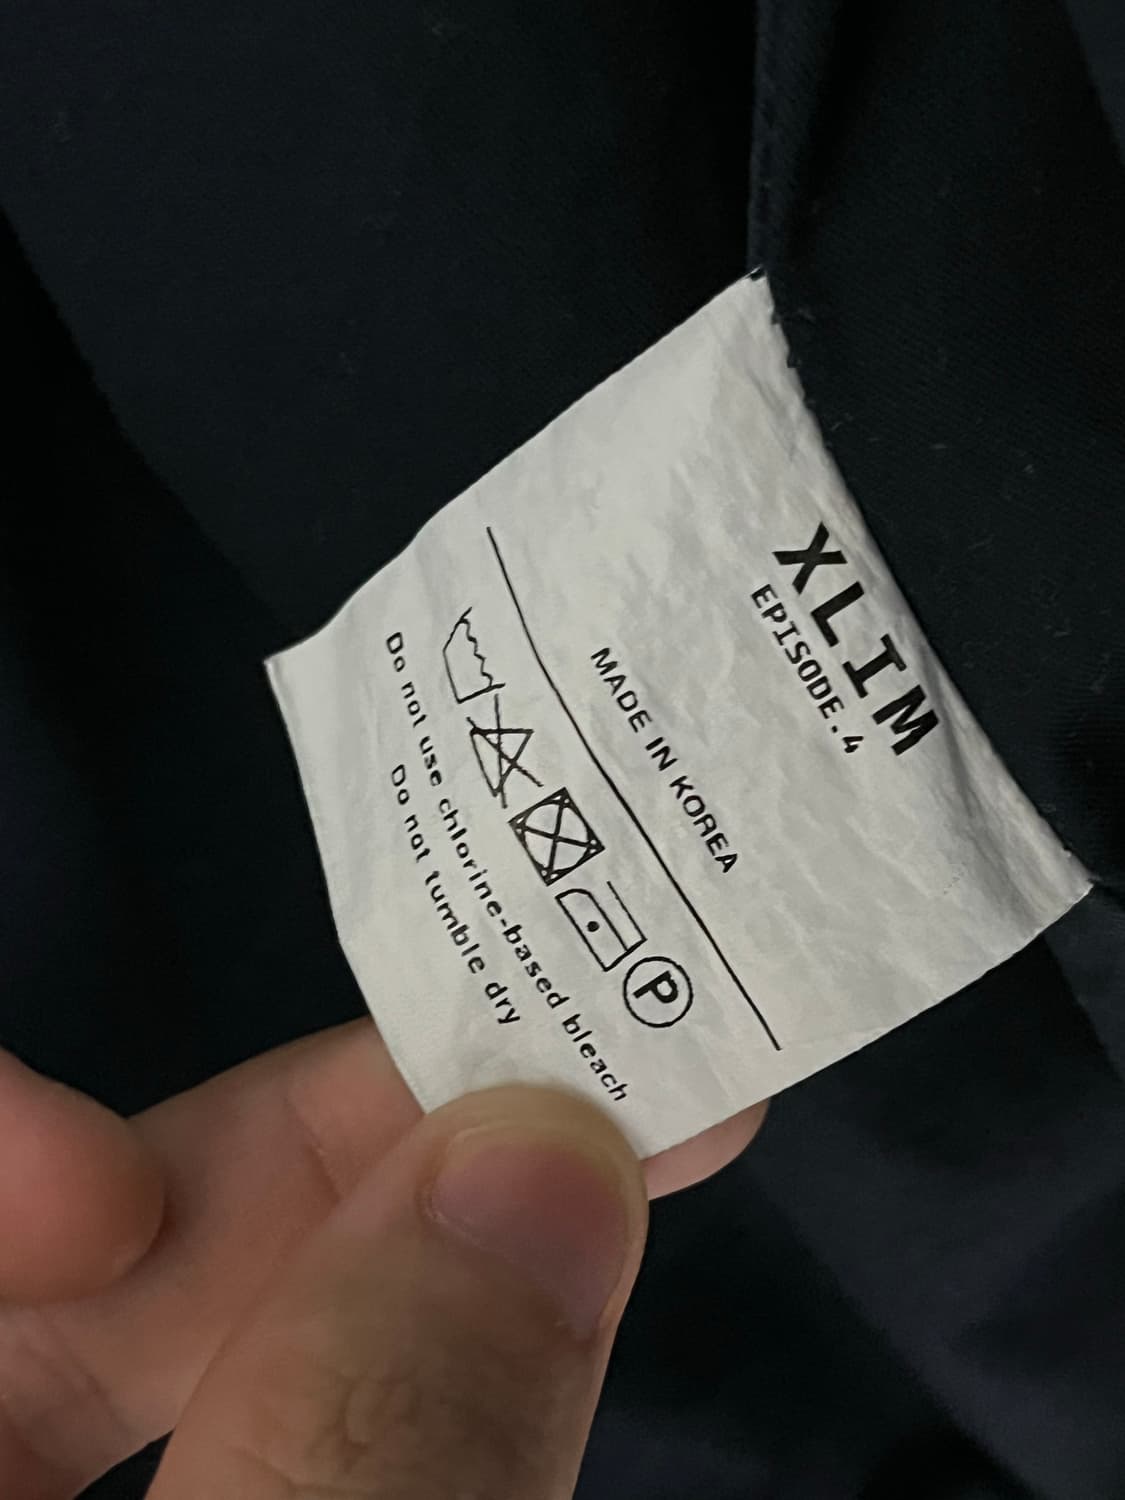 XLIM
EPISODE.4
MADE IN KOREA
P
Do not use chlorine-based bleach
Do not tumble dry